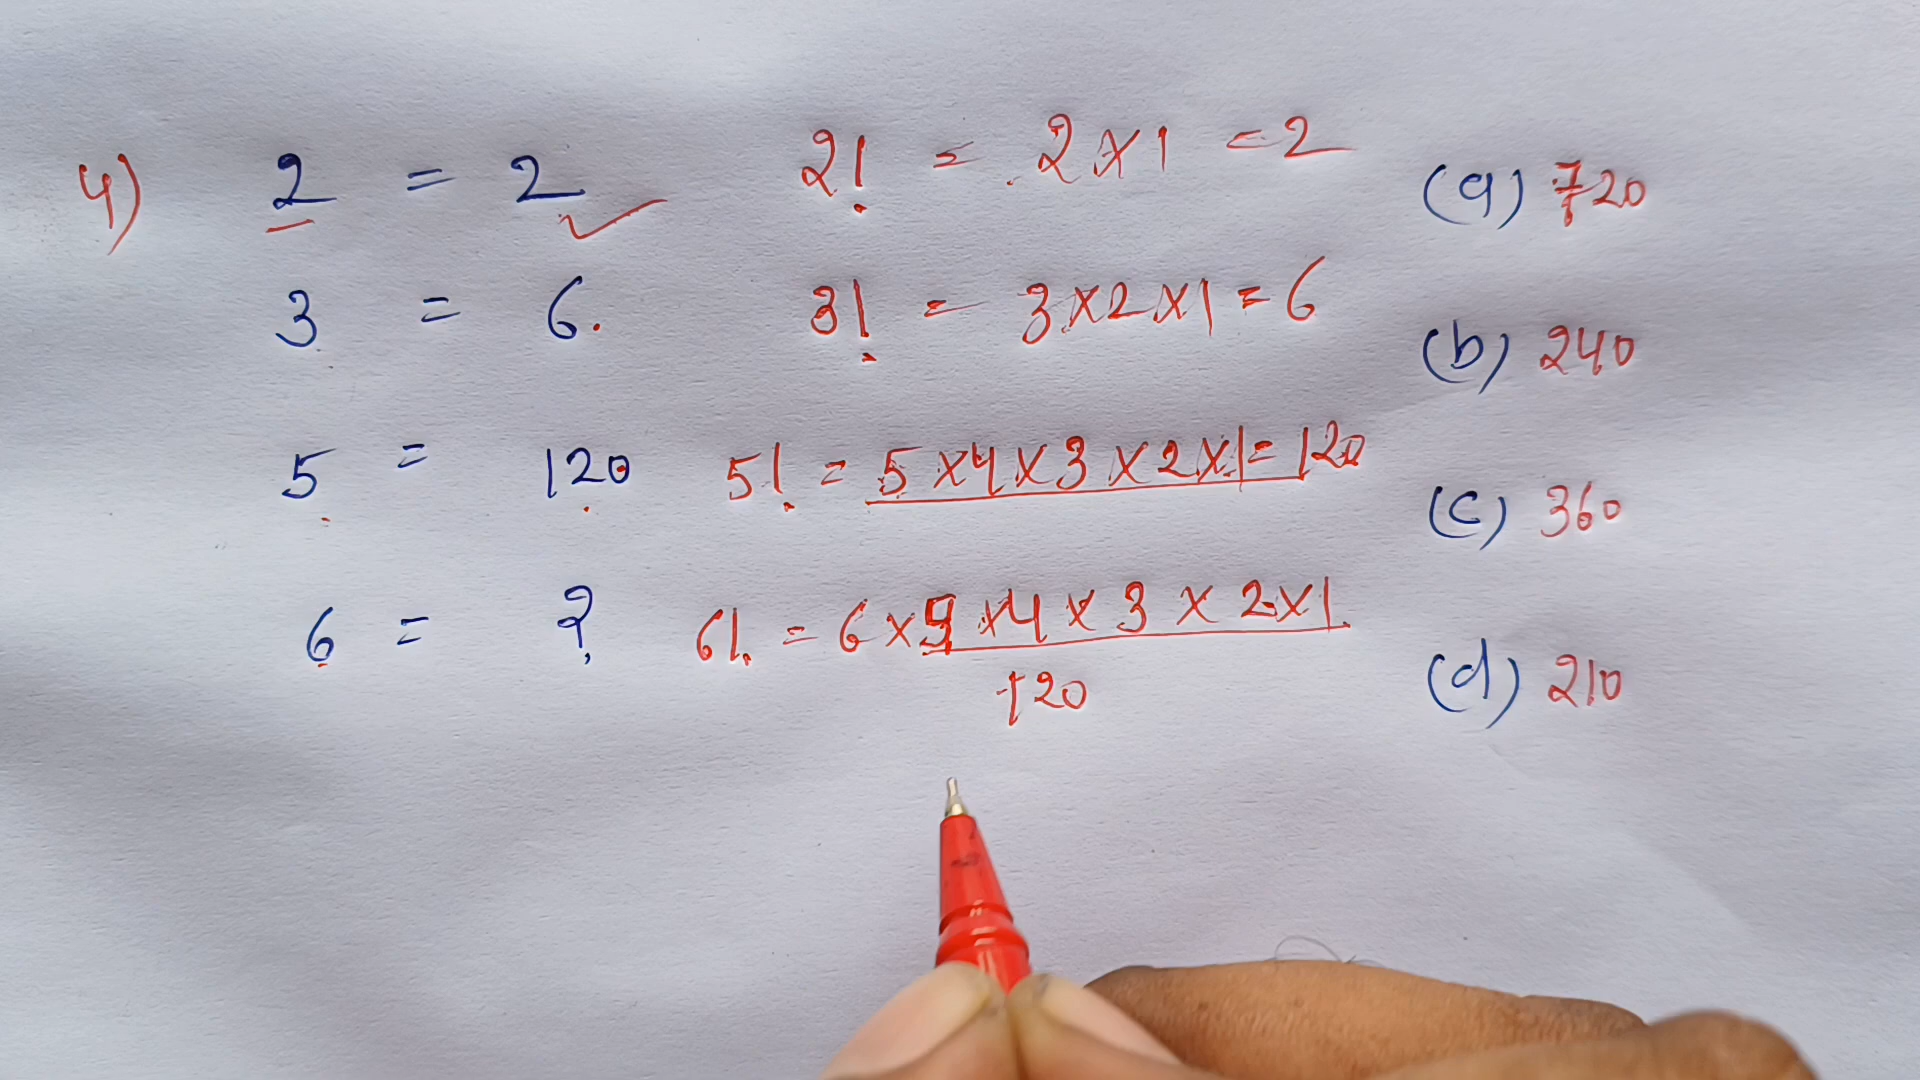 4) 2 = 2 2! = 2×1 = 2 (a) 720
3 = 6 3! = 3×2×1 = 6 (b) 240
5 = 120 5! = 5×4×3×2×1 = 120 (c) 360
6 = ? 6! = 6×5×4×3×2×1 (d) 210
120